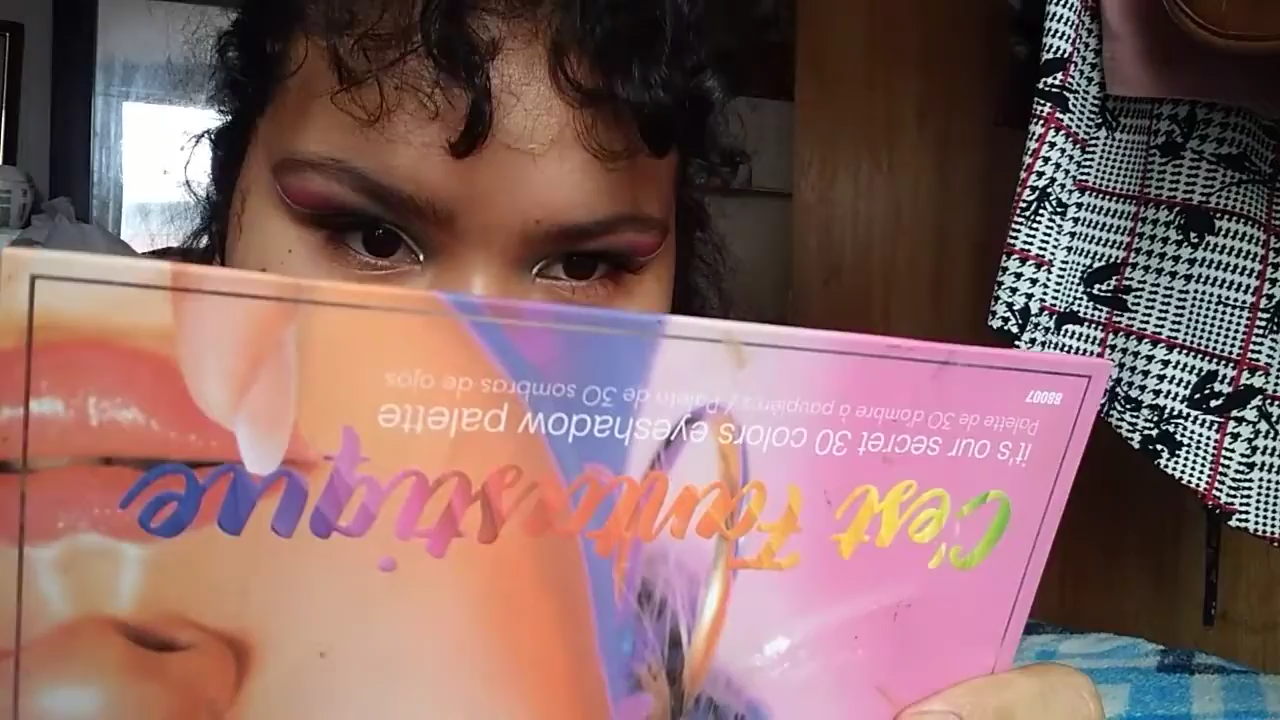 C'est Fantastique
it's our secret 30 colors eyeshadow palette
Palette de 30 d'ombre à paupières / Paleta de 30 sombras de ojos
88007